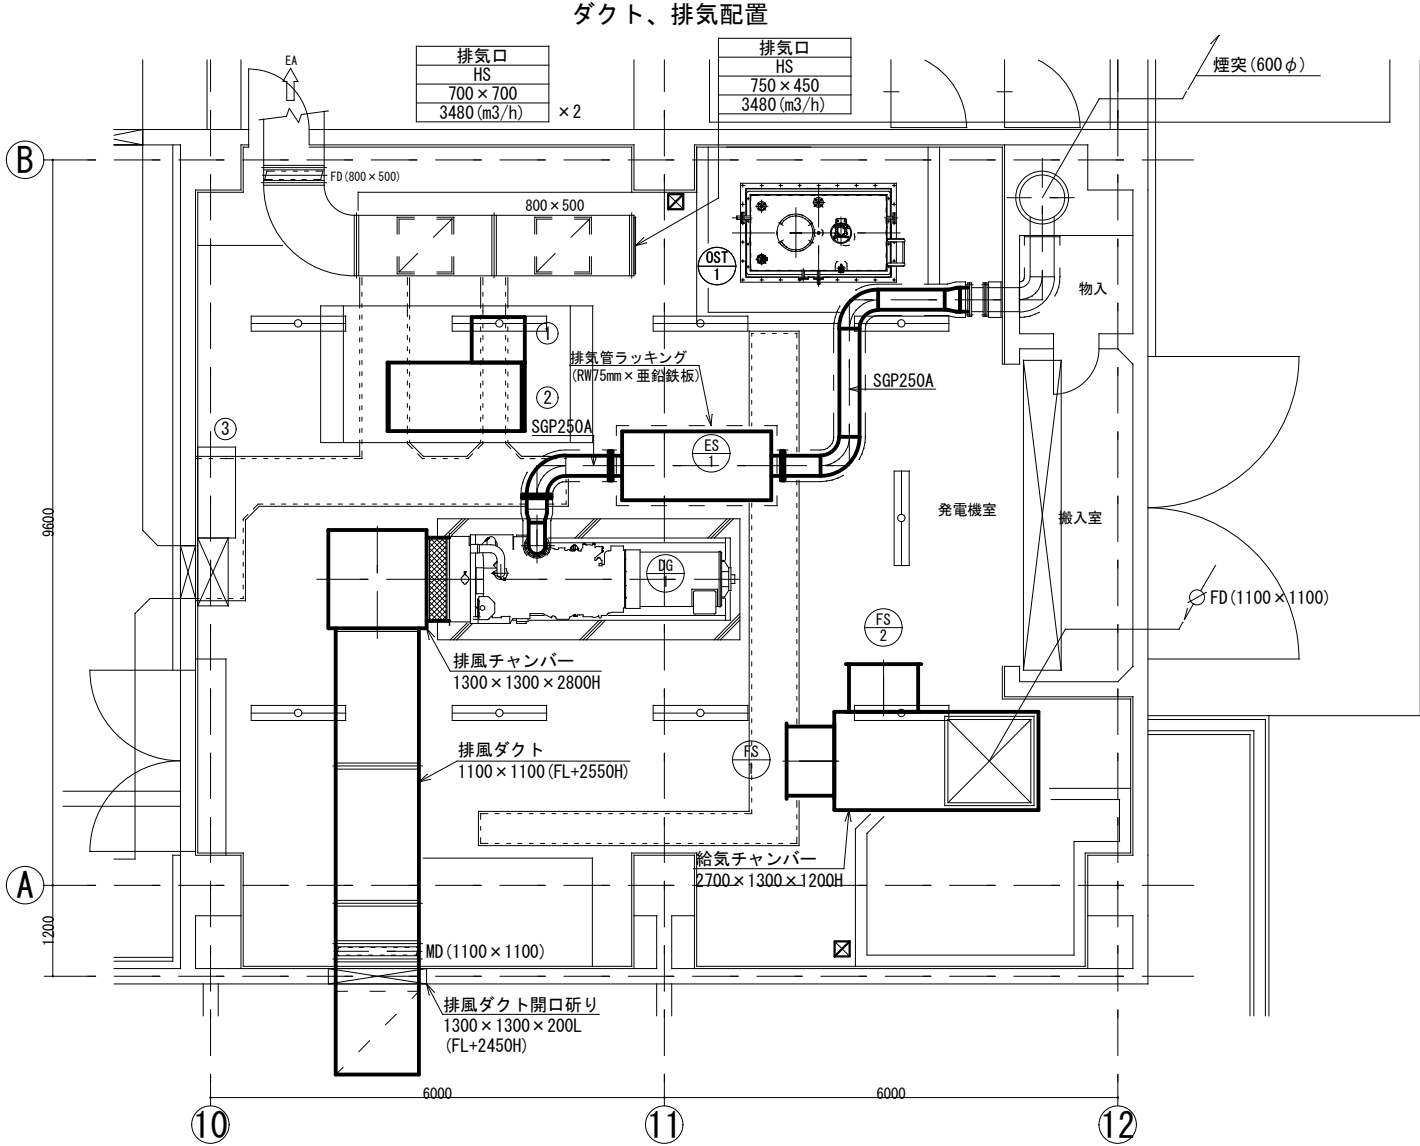 ダクト、排気配置
排気口
HS
700×700
3480(m3/h)
×2
排気口
HS
750×450
3480(m3/h)
煙突(600φ)
EA
B
FD(800×500)
800×500
OST
1
物入
①
排気管ラッキング
(RW75mm×亜鉛鉄板)
SGP250A
②
SGP250A
③
ES
1
9600
発電機室
搬入室
DG
1
FD(1100×1100)
FS
2
排風チャンバー
1300×1300×2800H
排風ダクト
1100×1100(FL+2550H)
FS
1
給気チャンバー
2700×1300×1200H
A
1200
MD(1100×1100)
排風ダクト開口斫り
1300×1300×200L
(FL+2450H)
6000
6000
10
11
12